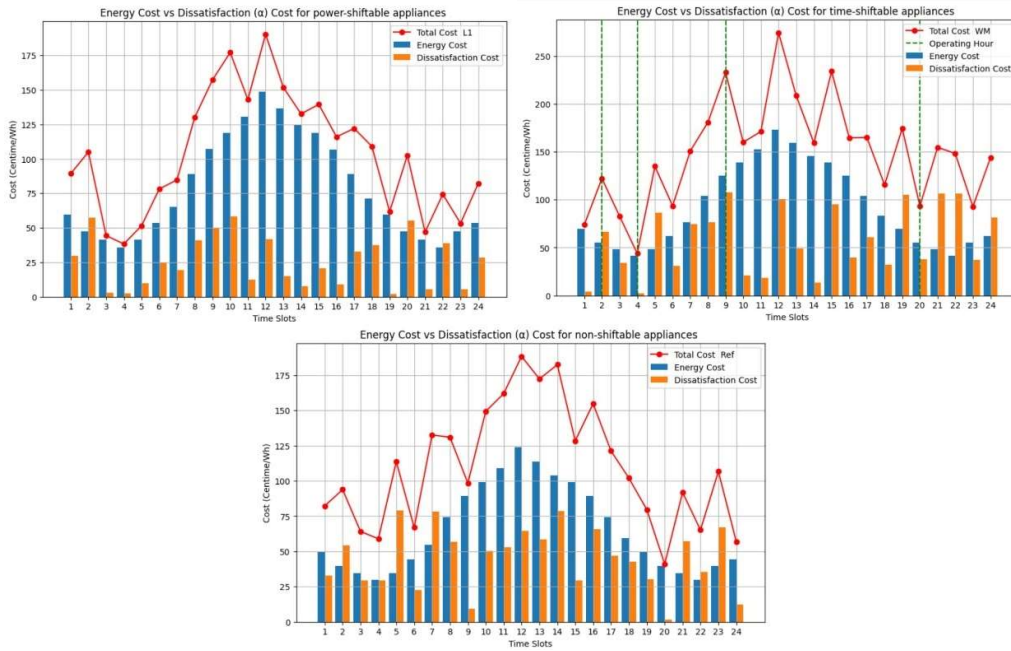 Energy Cost vs Dissatisfaction (α) Cost for power-shiftable appliances
Total Cost L1
Energy Cost
Dissatisfaction Cost
Cost (Centime/Wh)
175
150
125
100
75
50
25
0
1 2 3 4 5 6 7 8 9 10 11 12 13 14 15 16 17 18 19 20 21 22 23 24
Time Slots
Energy Cost vs Dissatisfaction (α) Cost for time-shiftable appliances
Total Cost WM
Operating Hour
Energy Cost
Dissatisfaction Cost
Cost (Centime/Wh)
250
200
150
100
50
0
1 2 3 4 5 6 7 8 9 10 11 12 13 14 15 16 17 18 19 20 21 22 23 24
Time Slots
Energy Cost vs Dissatisfaction (α) Cost for non-shiftable appliances
Total Cost Ref
Energy Cost
Dissatisfaction Cost
Cost (Centime/Wh)
175
150
125
100
75
50
25
0
1 2 3 4 5 6 7 8 9 10 11 12 13 14 15 16 17 18 19 20 21 22 23 24
Time Slots